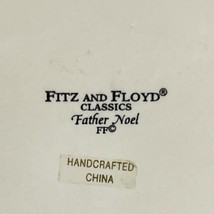 FITZ AND FLOYD®
CLASSICS
Father Noel
FF©
HANDCRAFTED
CHINA